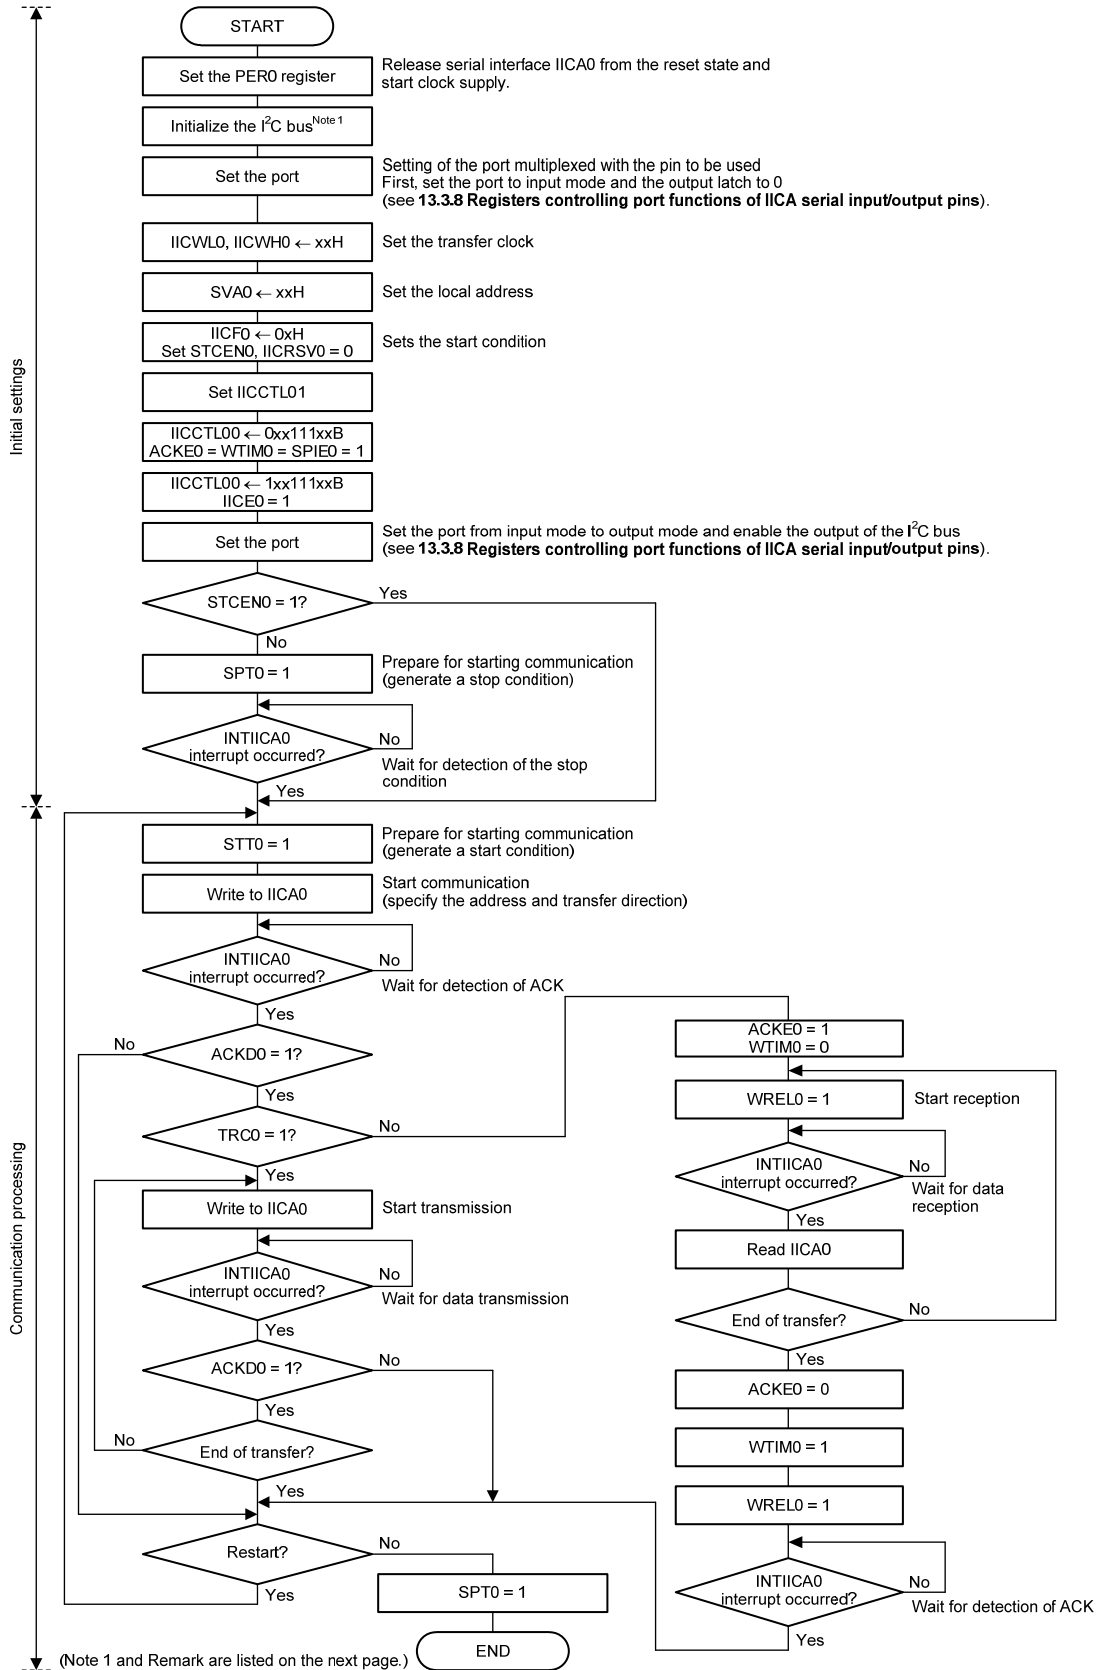 START
Set the PER0 register
Release serial interface IICA0 from the reset state and
start clock supply.
Initialize the I²C bus^Note 1
Set the port
Setting of the port multiplexed with the pin to be used
First, set the port to input mode and the output latch to 0
(see 13.3.8 Registers controlling port functions of IICA serial input/output pins).
IICWL0, IICWH0 ← xxH
Set the transfer clock
SVA0 ← xxH
Set the local address
IICF0 ← 0xH
Set STCEN0, IICRSV0 = 0
Sets the start condition
Set IICCTL01
IICCTL00 ← 0xx111xxB
ACKE0 = WTIM0 = SPIE0 = 1
IICCTL00 ← 1xx111xxB
IICE0 = 1
Set the port
Set the port from input mode to output mode and enable the output of the I²C bus
(see 13.3.8 Registers controlling port functions of IICA serial input/output pins).
STCEN0 = 1?
Yes
No
SPT0 = 1
Prepare for starting communication
(generate a stop condition)
INTIICA0
interrupt occurred?
No
Wait for detection of the stop
condition
Yes
Initial settings
STT0 = 1
Prepare for starting communication
(generate a start condition)
Write to IICA0
Start communication
(specify the address and transfer direction)
INTIICA0
interrupt occurred?
No
Wait for detection of ACK
Yes
ACKD0 = 1?
No
Yes
TRC0 = 1?
No
Yes
Write to IICA0
Start transmission
INTIICA0
interrupt occurred?
No
Wait for data transmission
Yes
ACKD0 = 1?
No
Yes
End of transfer?
No
Yes
Restart?
No
Yes
SPT0 = 1
END
ACKE0 = 1
WTIM0 = 0
WREL0 = 1
Start reception
INTIICA0
interrupt occurred?
No
Wait for data
reception
Yes
Read IICA0
End of transfer?
No
Yes
ACKE0 = 0
WTIM0 = 1
WREL0 = 1
INTIICA0
interrupt occurred?
No
Wait for detection of ACK
Yes
Communication processing
(Note 1 and Remark are listed on the next page.)